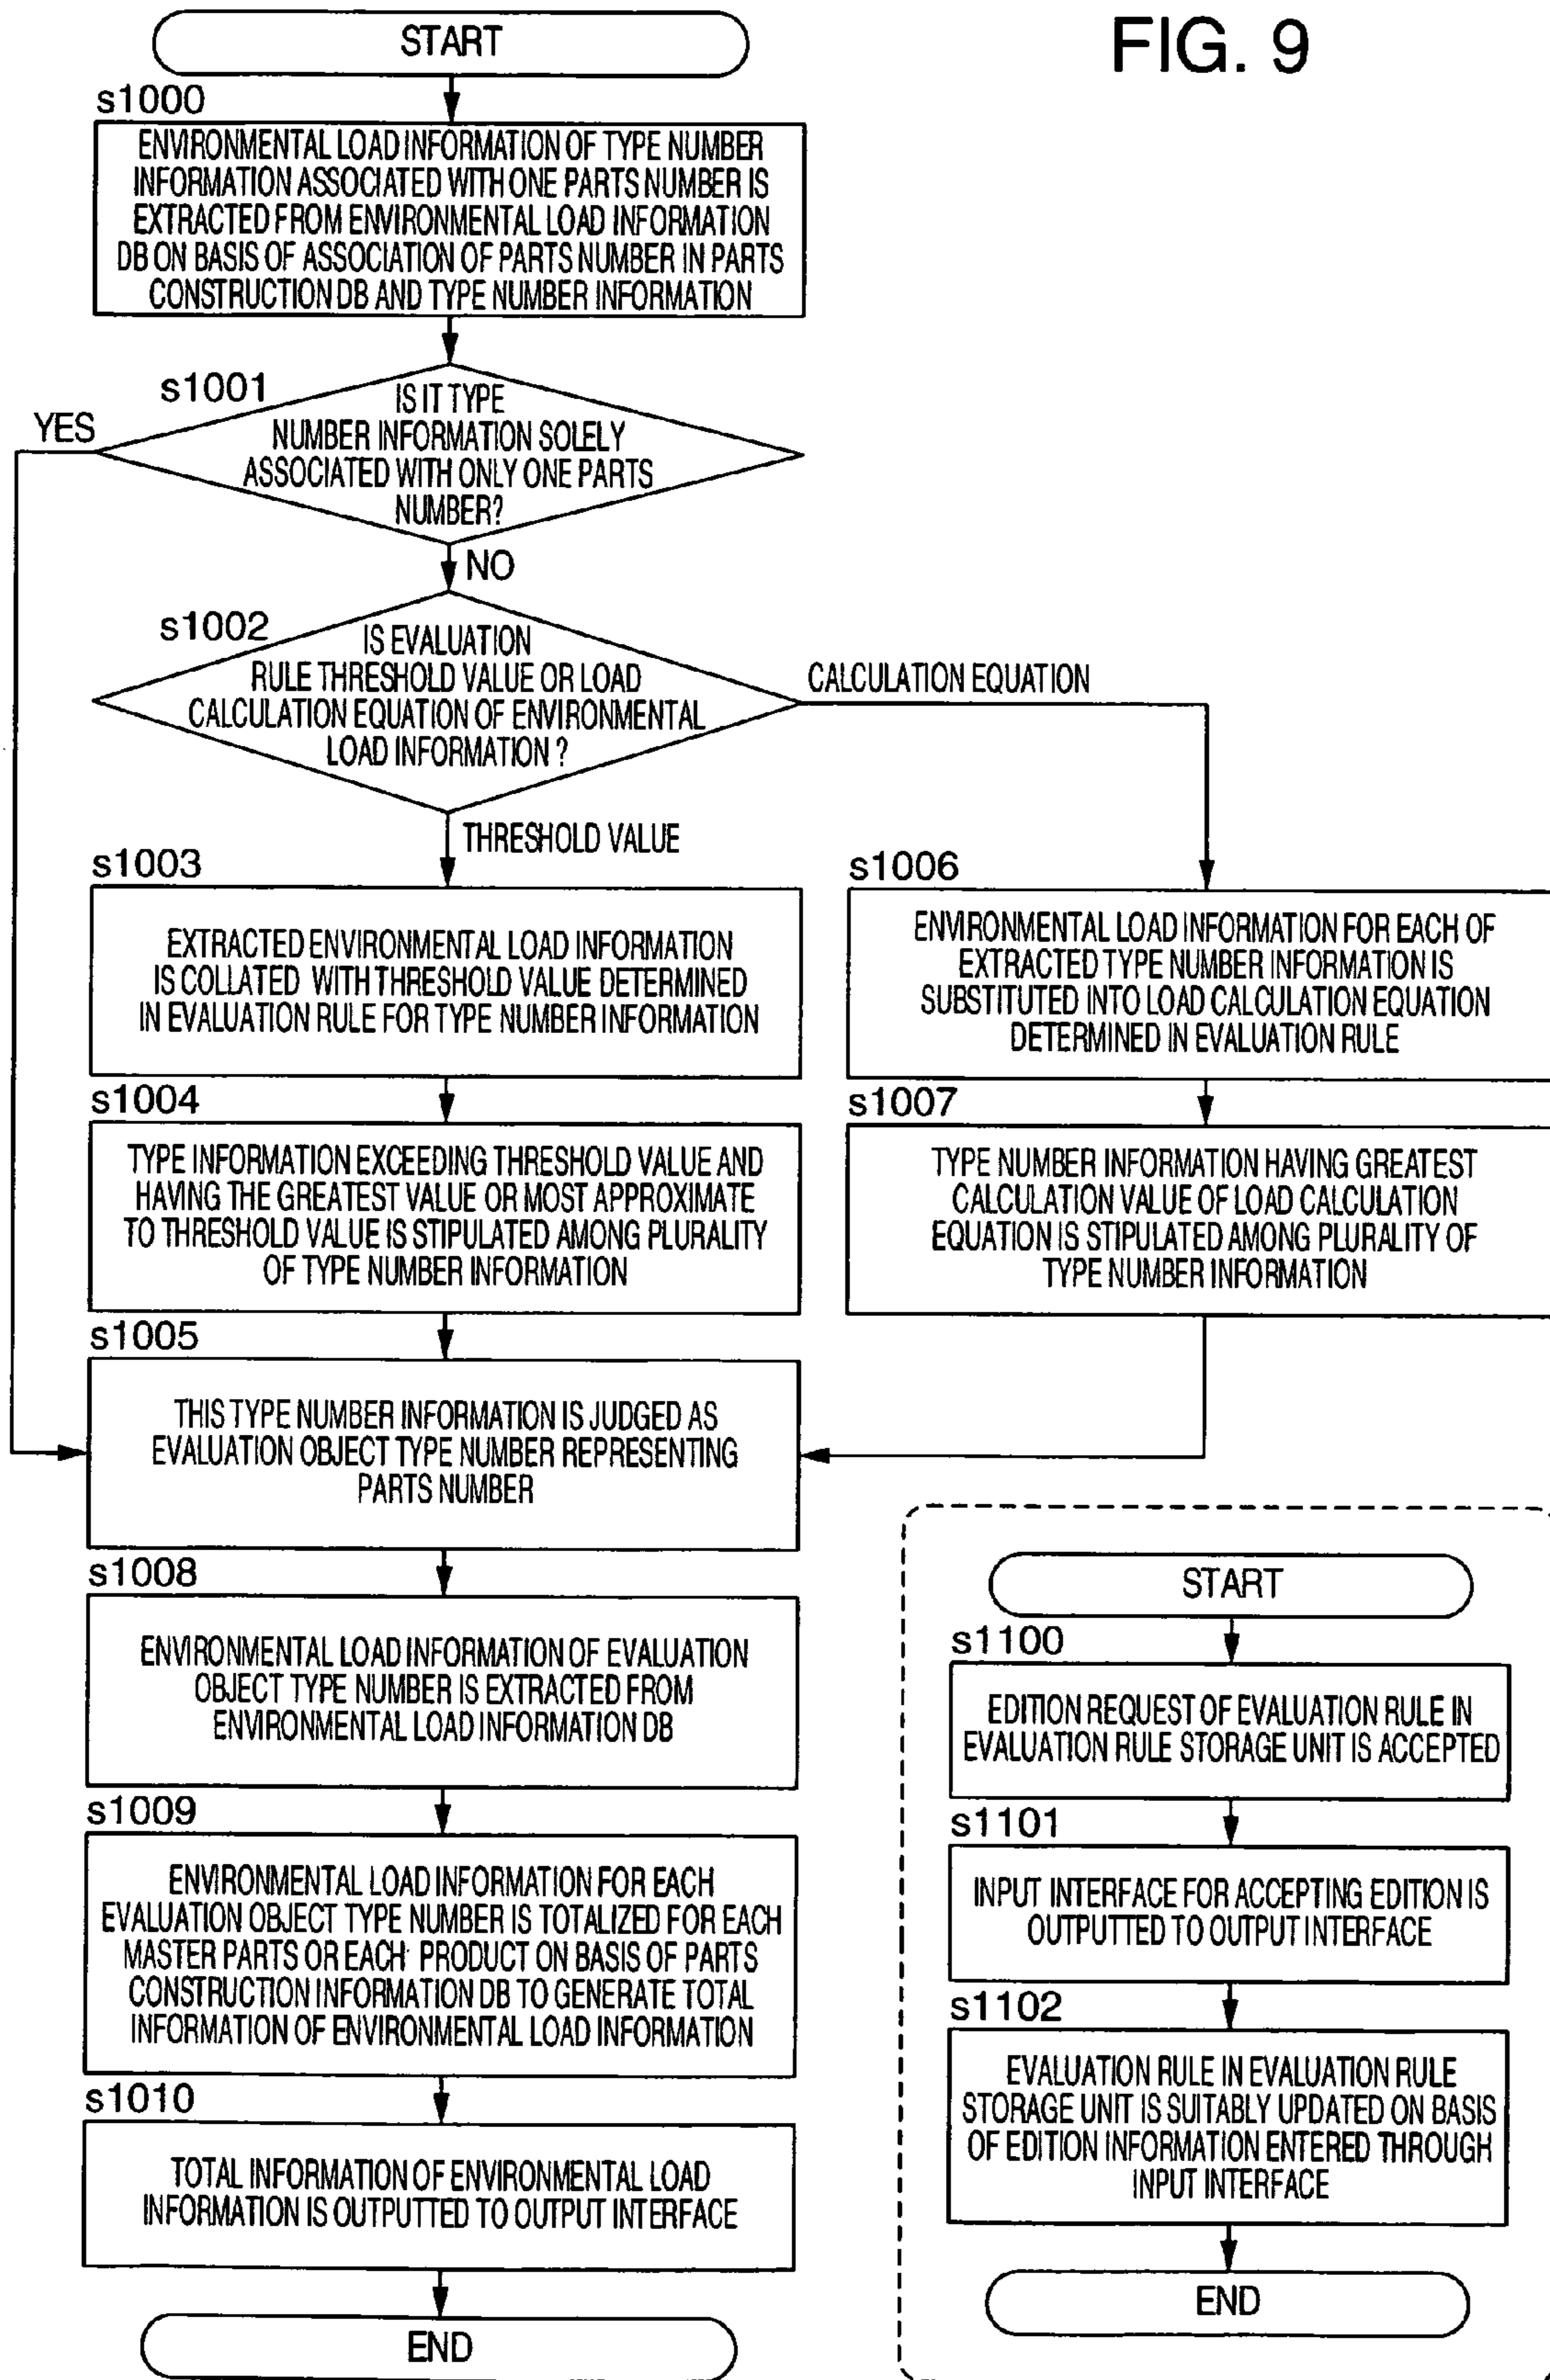 FIG. 9
START
s1000
ENVIRONMENTAL LOAD INFORMATION OF TYPE NUMBER
INFORMATION ASSOCIATED WITH ONE PARTS NUMBER IS
EXTRACTED FROM ENVIRONMENTAL LOAD INFORMATION
DB ON BASIS OF ASSOCIATION OF PARTS NUMBER IN PARTS
CONSTRUCTION DB AND TYPE NUMBER INFORMATION
s1001
IS IT TYPE
NUMBER INFORMATION SOLELY
ASSOCIATED WITH ONLY ONE PARTS
NUMBER?
YES
NO
s1002
IS EVALUATION
RULE THRESHOLD VALUE OR LOAD
CALCULATION EQUATION OF ENVIRONMENTAL
LOAD INFORMATION ?
CALCULATION EQUATION
THRESHOLD VALUE
s1003
EXTRACTED ENVIRONMENTAL LOAD INFORMATION
IS COLLATED WITH THRESHOLD VALUE DETERMINED
IN EVALUATION RULE FOR TYPE NUMBER INFORMATION
s1004
TYPE INFORMATION EXCEEDING THRESHOLD VALUE AND
HAVING THE GREATEST VALUE OR MOST APPROXIMATE
TO THRESHOLD VALUE IS STIPULATED AMONG PLURALITY
OF TYPE NUMBER INFORMATION
s1006
ENVIRONMENTAL LOAD INFORMATION FOR EACH OF
EXTRACTED TYPE NUMBER INFORMATION IS
SUBSTITUTED INTO LOAD CALCULATION EQUATION
DETERMINED IN EVALUATION RULE
s1007
TYPE NUMBER INFORMATION HAVING GREATEST
CALCULATION VALUE OF LOAD CALCULATION
EQUATION IS STIPULATED AMONG PLURALITY OF
TYPE NUMBER INFORMATION
s1005
THIS TYPE NUMBER INFORMATION IS JUDGED AS
EVALUATION OBJECT TYPE NUMBER REPRESENTING
PARTS NUMBER
s1008
ENVIRONMENTAL LOAD INFORMATION OF EVALUATION
OBJECT TYPE NUMBER IS EXTRACTED FROM
ENVIRONMENTAL LOAD INFORMATION DB
s1009
ENVIRONMENTAL LOAD INFORMATION FOR EACH
EVALUATION OBJECT TYPE NUMBER IS TOTALIZED FOR EACH
MASTER PARTS OR EACH PRODUCT ON BASIS OF PARTS
CONSTRUCTION INFORMATION DB TO GENERATE TOTAL
INFORMATION OF ENVIRONMENTAL LOAD INFORMATION
s1010
TOTAL INFORMATION OF ENVIRONMENTAL LOAD
INFORMATION IS OUTPUTTED TO OUTPUT INTERFACE
END
START
s1100
EDITION REQUEST OF EVALUATION RULE IN
EVALUATION RULE STORAGE UNIT IS ACCEPTED
s1101
INPUT INTERFACE FOR ACCEPTING EDITION IS
OUTPUTTED TO OUTPUT INTERFACE
s1102
EVALUATION RULE IN EVALUATION RULE
STORAGE UNIT IS SUITABLY UPDATED ON BASIS
OF EDITION INFORMATION ENTERED THROUGH
INPUT INTERFACE
END